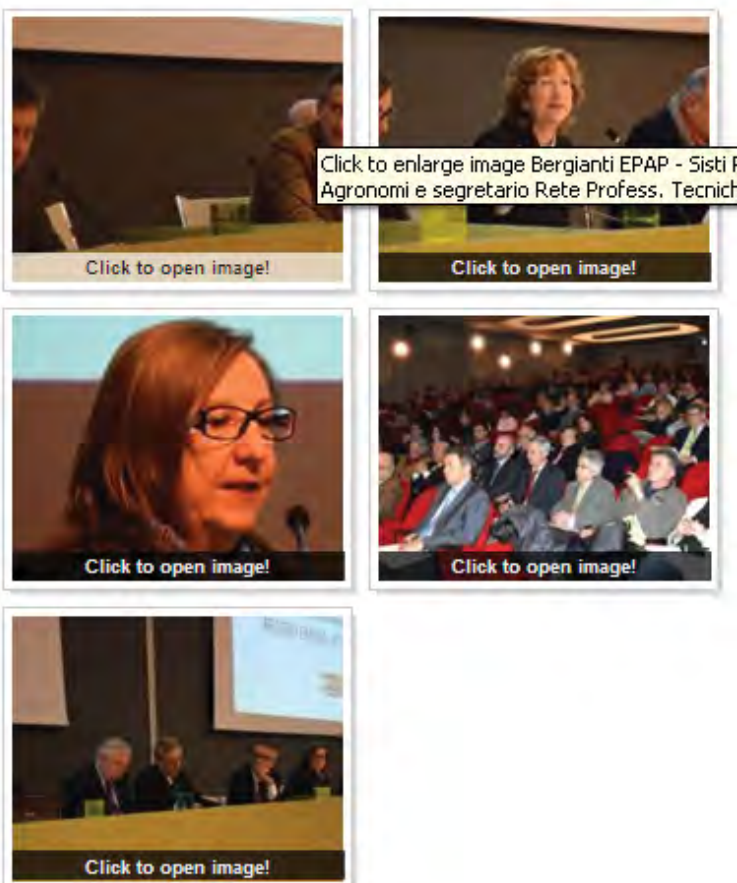 Click to enlarge image Bergianti EPAP - Sisti
Agronomi e segretario Rete Profess.
Click to open image!
Click to open image!
Click to open image!
Click to open image!
Click to open image!